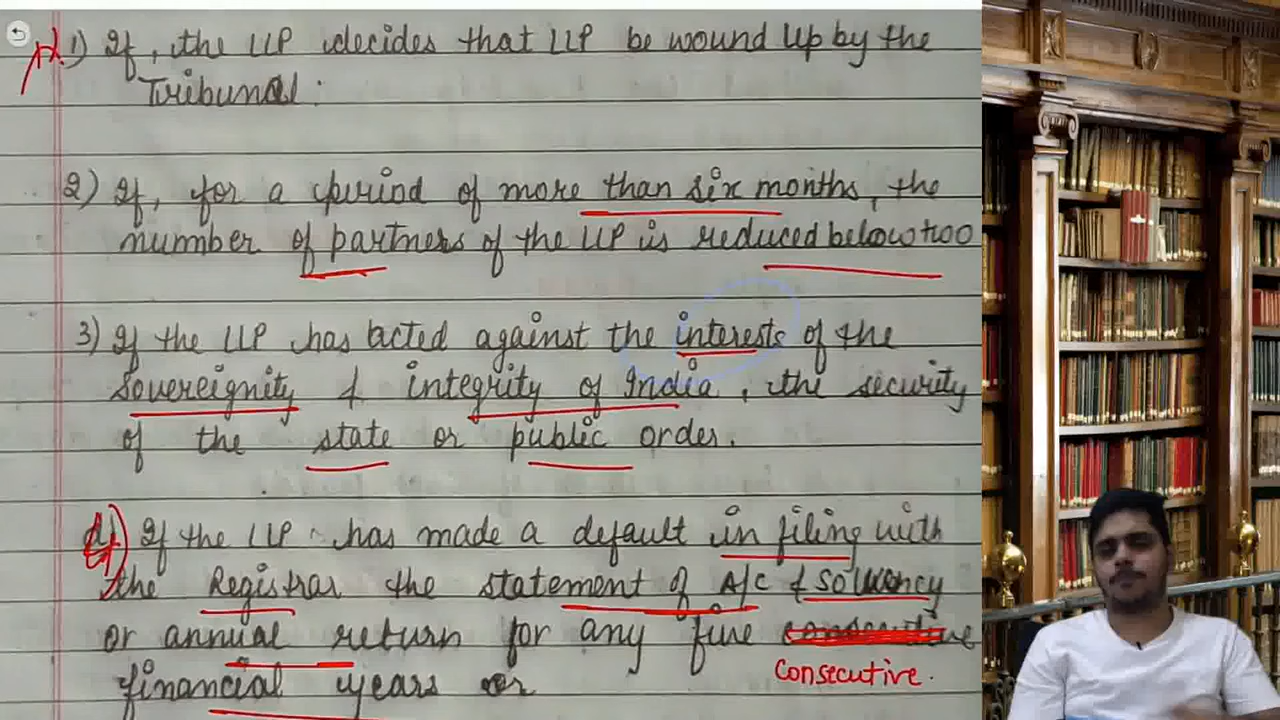 1) If, the LLP decides that LLP be wound up by the
Tribunal:
2) If, for a period of more than six months, the
number of partners of the LLP is reduced below two
3) If the LLP has acted against the interests of the
Sovereignity & integrity of India, the security
of the state or public order.
4) If the LLP has made a default in filing with
the Registrar the statement of A/C & Solvency
or annual return for any five consecutive
consecutive.
financial years or